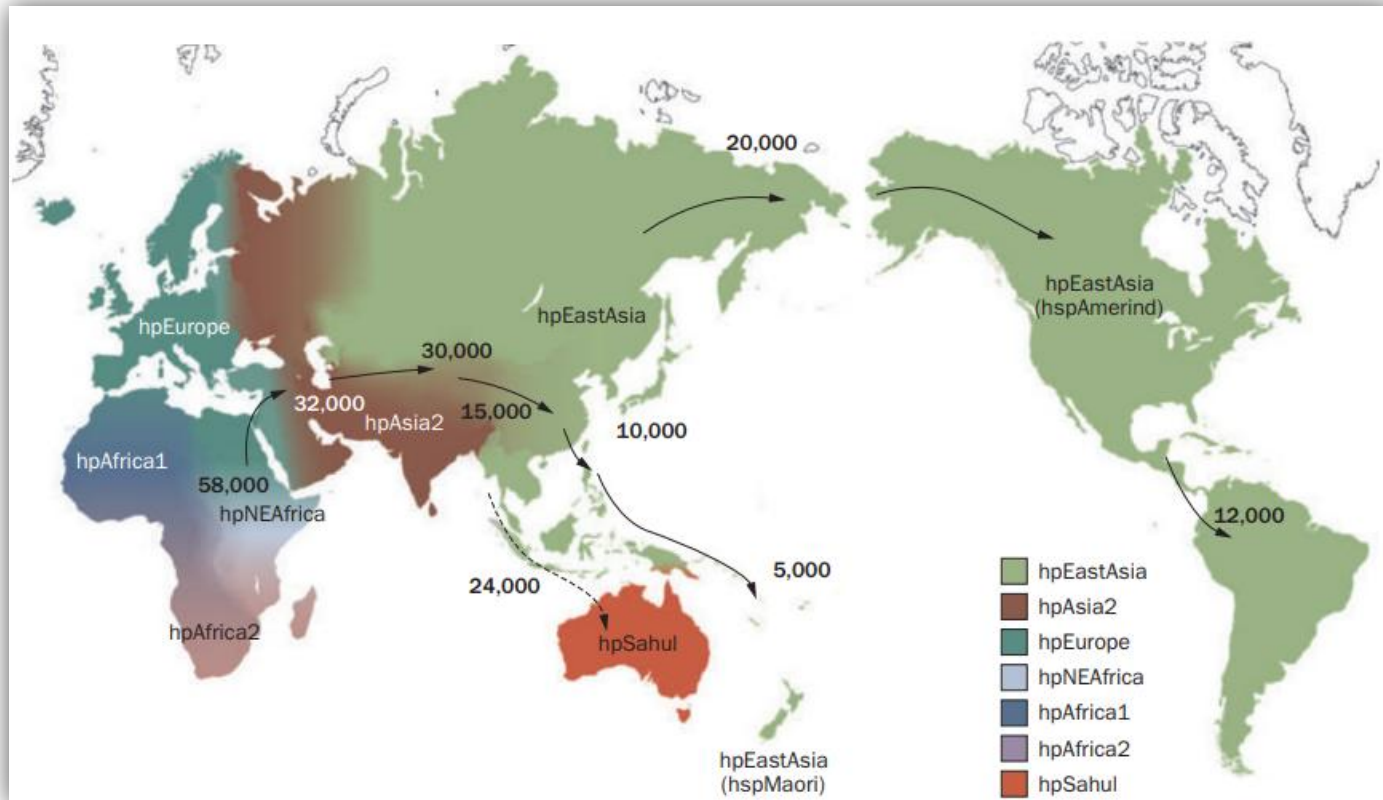 20,000
hpEastAsia
(hspAmerind)
hpEastAsia
hpEurope
30,000
32,000
15,000
hpAsia2
10,000
hpAfrica1
58,000
hpNEAfrica
12,000
5,000
24,000
hpAfrica2
hpSahul
hpEastAsia
(hspMaori)
hpEastAsia
hpAsia2
hpEurope
hpNEAfrica
hpAfrica1
hpAfrica2
hpSahul